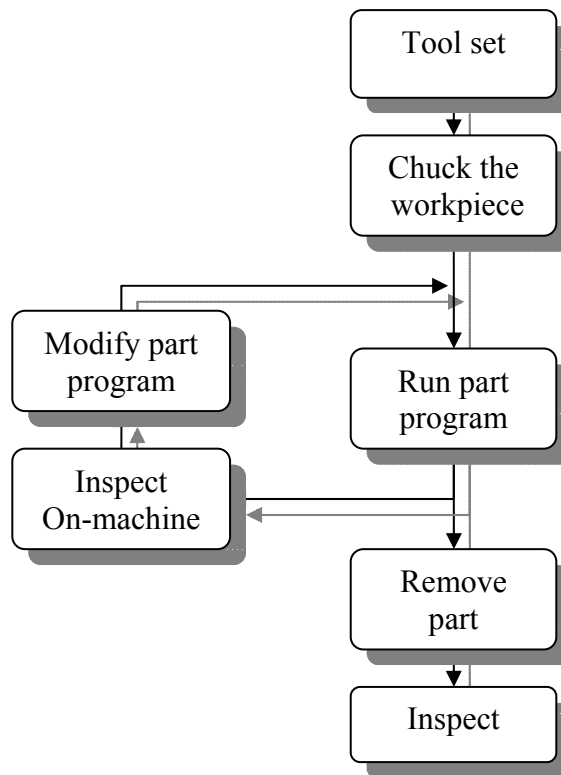 Tool set
Chuck the
workpiece
Modify part
program
Run part
program
Inspect
On-machine
Remove
part
Inspect